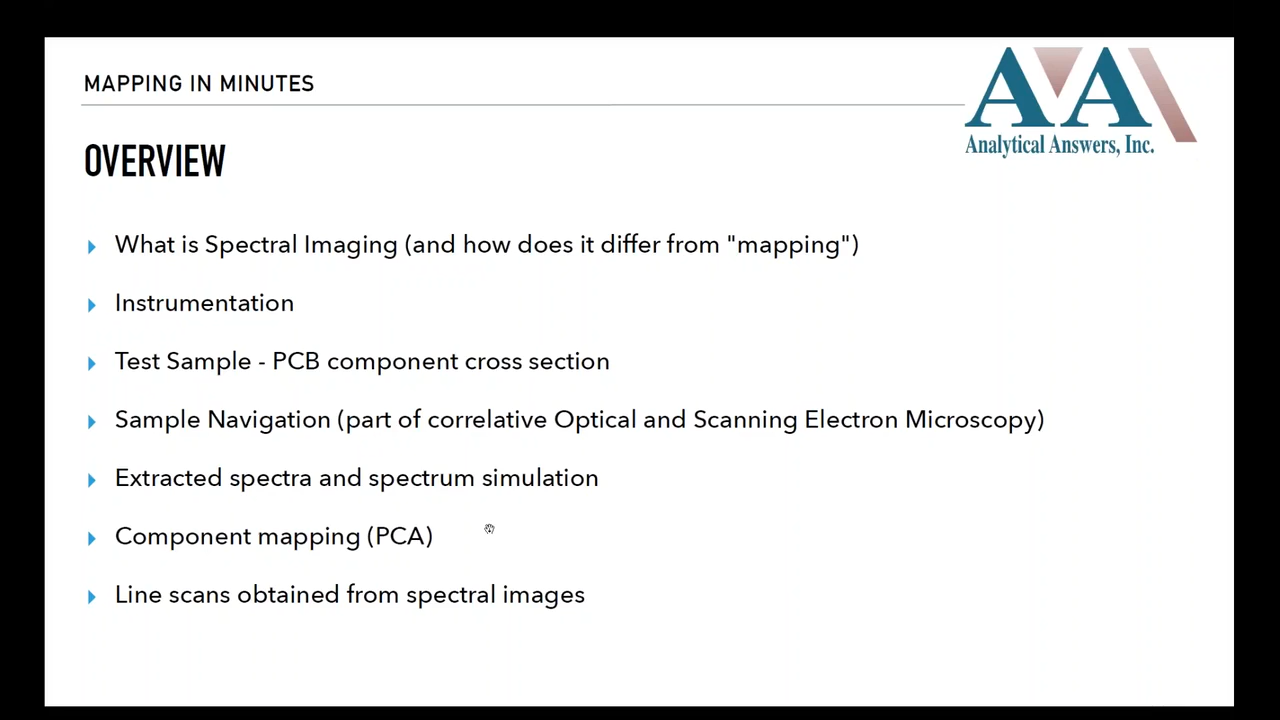 MAPPING IN MINUTES
AVA
Analytical Answers, Inc.
OVERVIEW
What is Spectral Imaging (and how does it differ from "mapping")
Instrumentation
Test Sample - PCB component cross section
Sample Navigation (part of correlative Optical and Scanning Electron Microscopy)
Extracted spectra and spectrum simulation
Component mapping (PCA)
Line scans obtained from spectral images